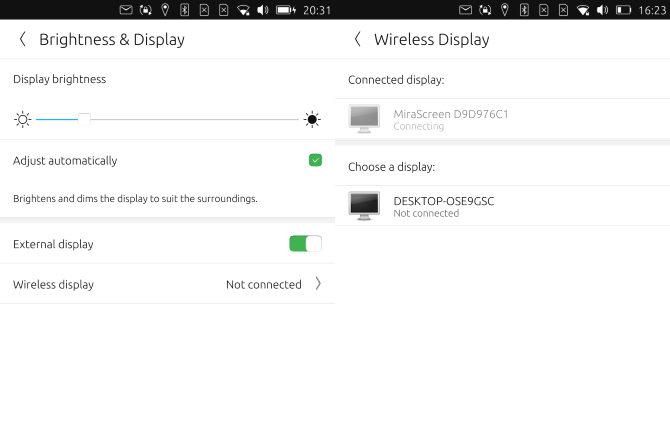 20:31
Brightness & Display
Display brightness
Adjust automatically
Brightens and dims the display to suit the surroundings.
External display
Wireless display Not connected
16:23
Wireless Display
Connected display:
MiraScreen D9D976C1
Connecting
Choose a display:
DESKTOP-OSE9GSC
Not connected